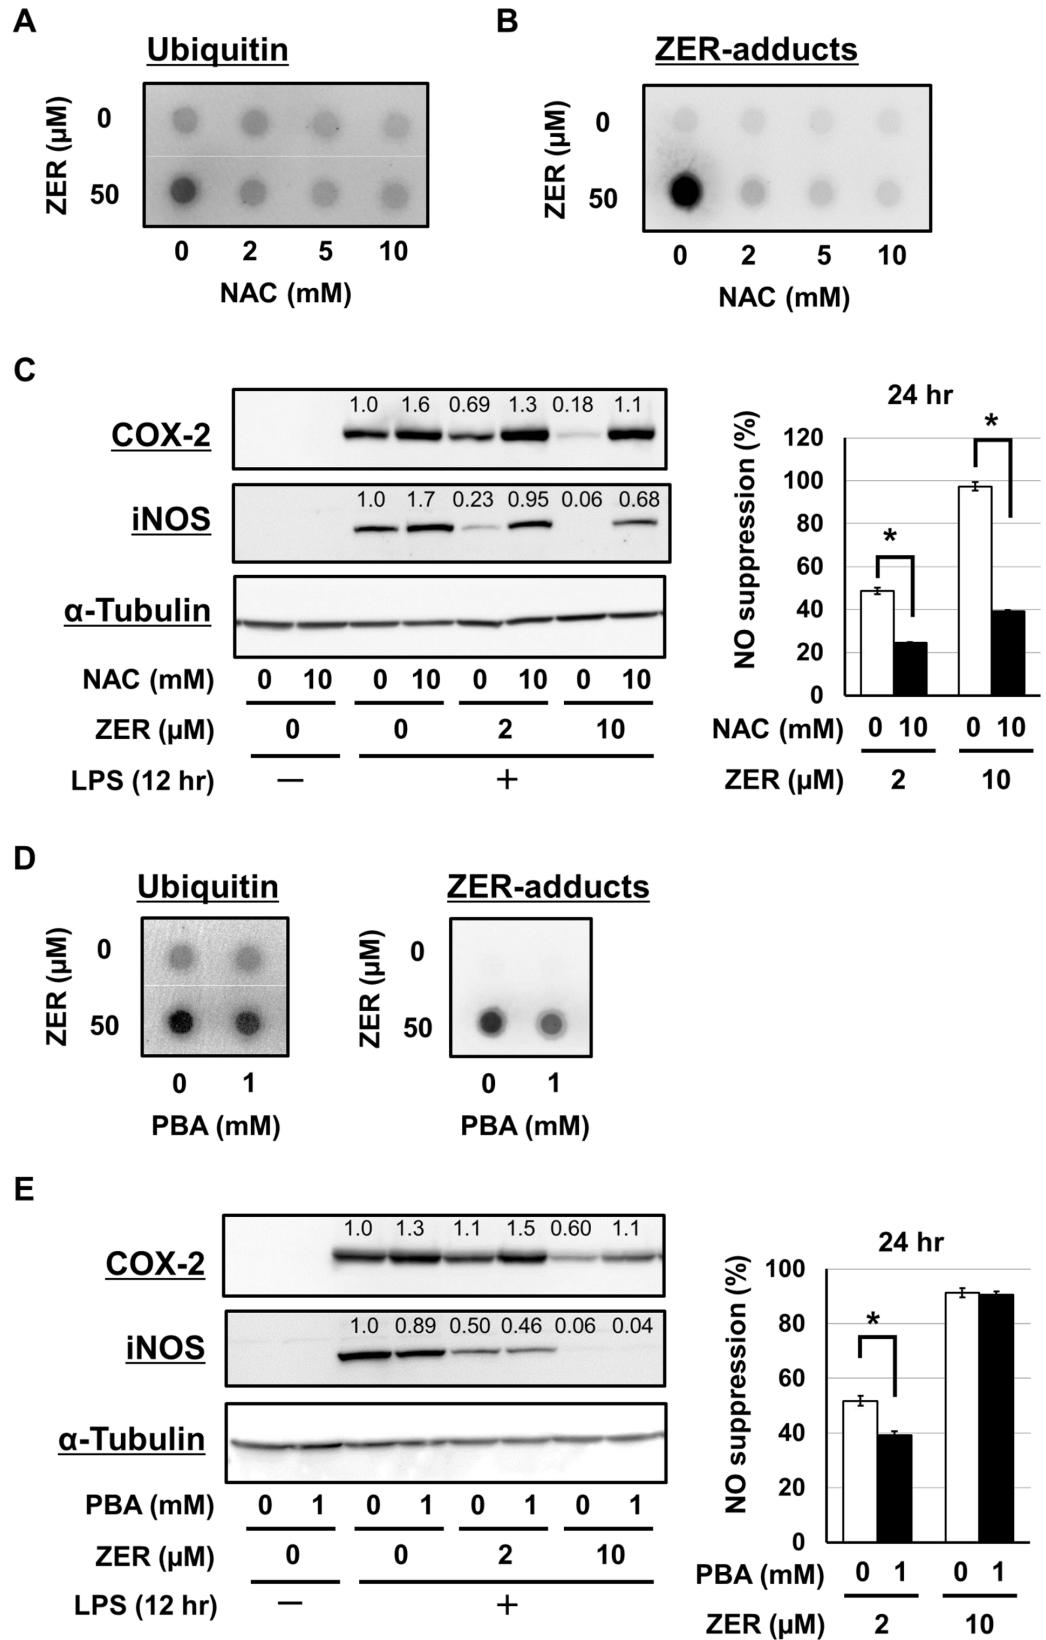 A
Ubiquitin
ZER (µM)
0
50
0 2 5 10
NAC (mM)
B
ZER-adducts
ZER (µM)
0
50
0 2 5 10
NAC (mM)
C
COX-2
1.0 1.6 0.69 1.3 0.18 1.1
iNOS
1.0 1.7 0.23 0.95 0.06 0.68
α-Tubulin
NAC (mM) 0 10 0 10 0 10 0 10
ZER (µM) 0 0 2 10
LPS (12 hr) − +
24 hr
NO suppression (%)
120
100
80
60
40
20
0
*
*
NAC (mM) 0 10 0 10
ZER (µM) 2 10
D
Ubiquitin
ZER (µM)
0
50
0 1
PBA (mM)
ZER-adducts
ZER (µM)
0
50
0 1
PBA (mM)
E
COX-2
1.0 1.3 1.1 1.5 0.60 1.1
iNOS
1.0 0.89 0.50 0.46 0.06 0.04
α-Tubulin
PBA (mM) 0 1 0 1 0 1 0 1
ZER (µM) 0 0 2 10
LPS (12 hr) − +
24 hr
NO suppression (%)
100
80
60
40
20
0
*
PBA (mM) 0 1 0 1
ZER (µM) 2 10